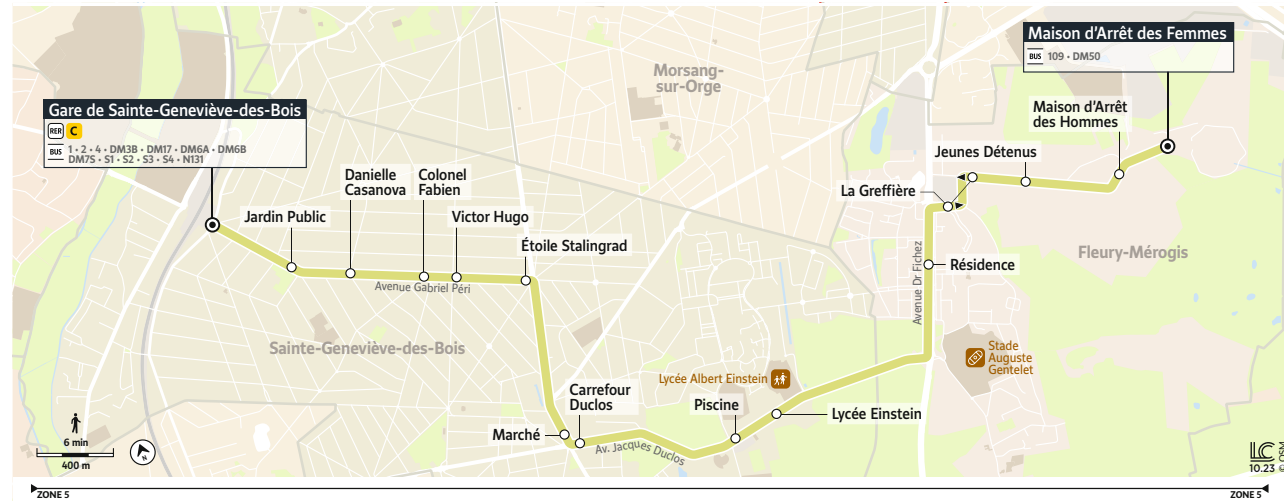 Maison d'Arrêt des Femmes
BUS 109 • DM50
Morsang-
sur-Orge
Gare de Sainte-Geneviève-des-Bois
RER C
BUS 1 • 2 • 4 • DM3B • DM17 • DM6A • DM6B
DM7S • S1 • S2 • S3 • S4 • N131
Maison d'Arrêt
des Hommes
Jeunes Détenus
Danielle
Casanova
Colonel
Fabien
La Greffière
Jardin Public
Victor Hugo
Étoile Stalingrad
Fleury-Mérogis
Avenue Dr Fichez
Résidence
Avenue Gabriel Péri
Sainte-Geneviève-des-Bois
Stade
Auguste
Gentelet
Lycée Albert Einstein
Carrefour
Duclos
Piscine
Lycée Einstein
Marché
Av. Jacques Duclos
6 min
400 m
N
LC
10.23 © OSM
ZONE 5
ZONE 5